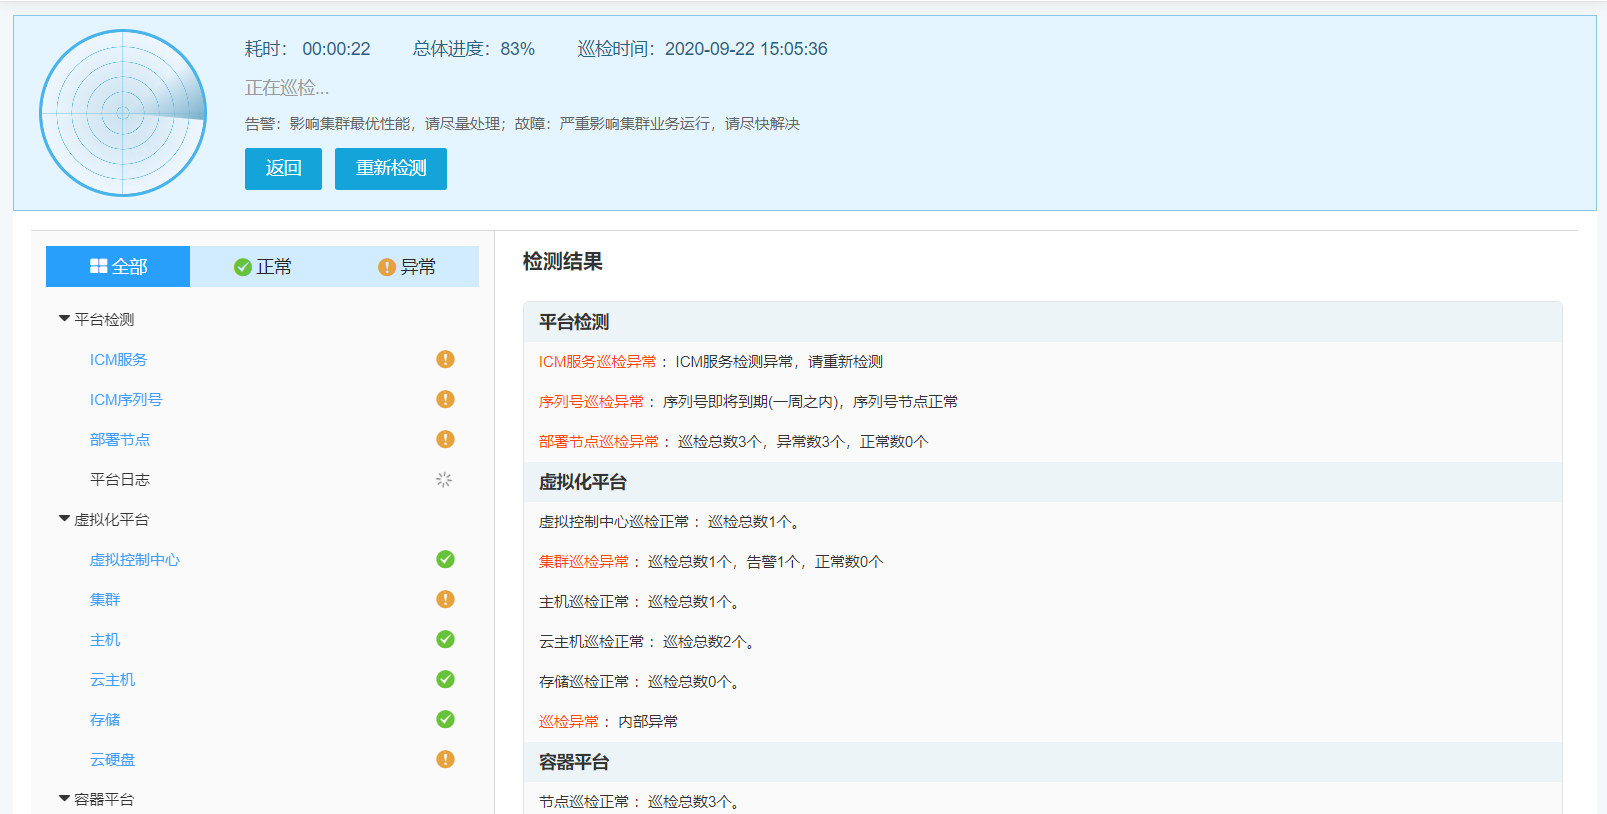 耗时： 00:00:22 总体进度：83% 巡检时间：2020-09-22 15:05:36
正在巡检...
告警：影响集群最优性能，请尽量处理；故障：严重影响集群业务运行，请尽快解决
返回 重新检测
全部 正常 异常
平台检测
ICM服务
ICM序列号
部署节点
平台日志
虚拟化平台
虚拟控制中心
集群
主机
云主机
存储
云硬盘
容器平台
检测结果
平台检测
ICM服务巡检异常 ： ICM服务检测异常，请重新检测
序列号巡检异常 ： 序列号即将到期(一周之内)，序列号节点正常
部署节点巡检异常 ： 巡检总数3个，异常数3个，正常数0个
虚拟化平台
虚拟控制中心巡检正常 ： 巡检总数1个。
集群巡检异常 ： 巡检总数1个，告警1个，正常数0个
主机巡检正常 ： 巡检总数1个。
云主机巡检正常 ： 巡检总数2个。
存储巡检正常 ： 巡检总数0个。
巡检异常 ： 内部异常
容器平台
节点巡检正常 ： 巡检总数3个。